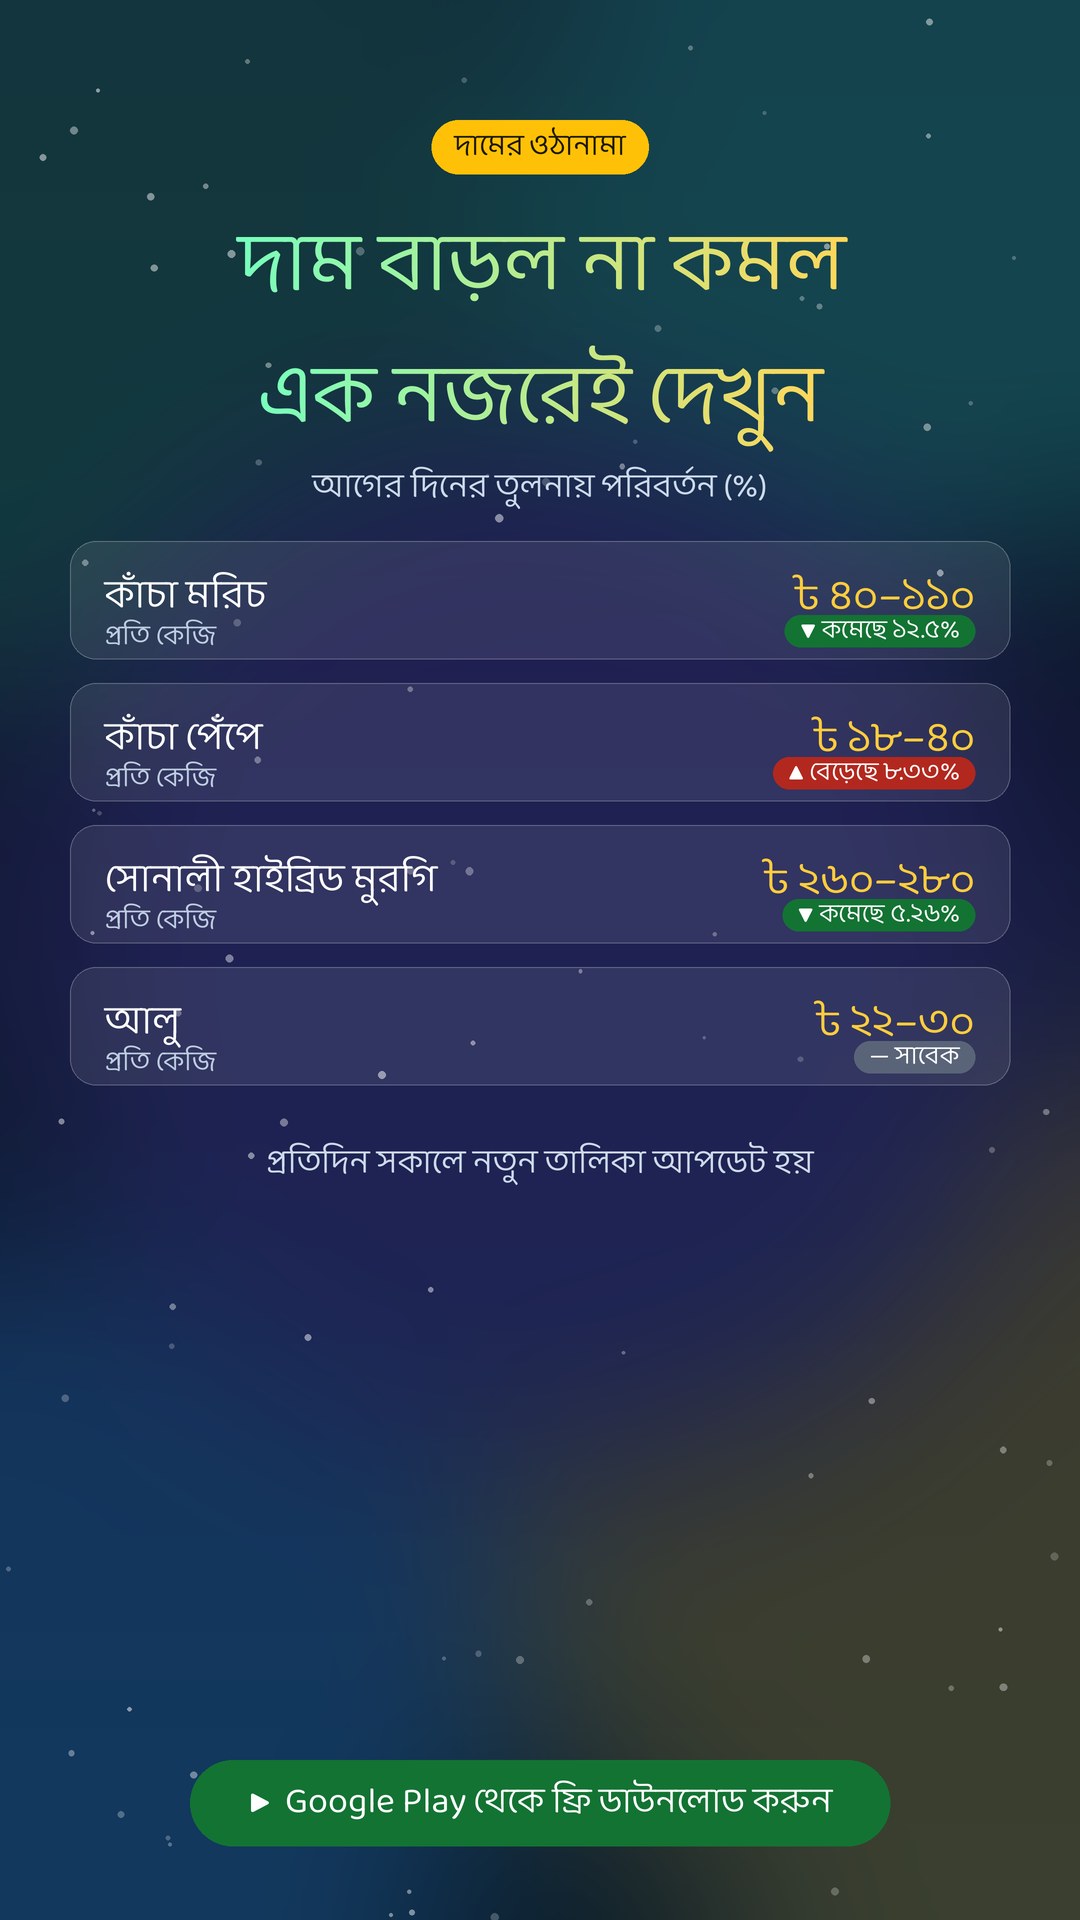 দামের ওঠানামা
দাম বাড়ল না কমল
এক নজরেই দেখুন
আগের দিনের তুলনায় পরিবর্তন (%)
কাঁচা মরিচ
৳ ৪০–১১০
প্রতি কেজি
▼ কমেছে ১২.৫%
কাঁচা পেঁপে
৳ ১৮–৪০
প্রতি কেজি
▲ বেড়েছে ৮.৩৩%
সোনালী হাইব্রিড মুরগি
৳ ২৬০–২৮০
প্রতি কেজি
▼ কমেছে ৫.২৬%
আলু
৳ ২২–৩০
প্রতি কেজি
— সাবেক
প্রতিদিন সকালে নতুন তালিকা আপডেট হয়
▶ Google Play থেকে ফ্রি ডাউনলোড করুন